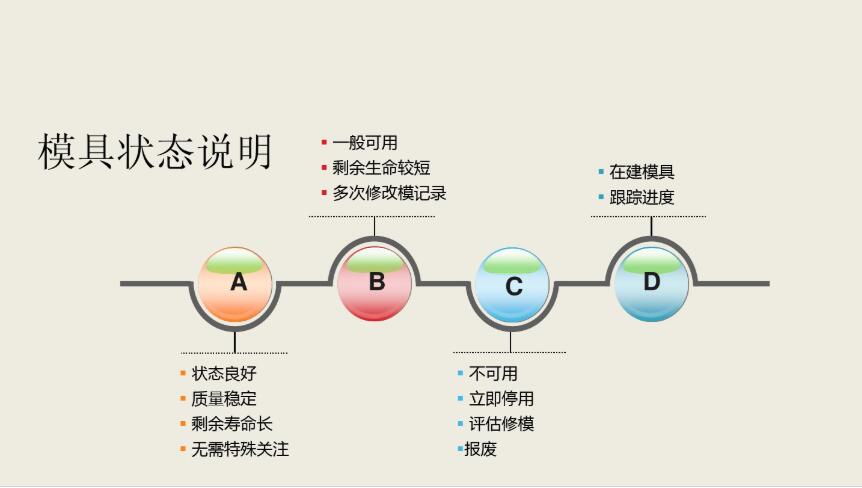 模具状态说明
A
状态良好
质量稳定
剩余寿命长
无需特殊关注
B
一般可用
剩余生命较短
多次修改模记录
C
不可用
立即停用
评估修模
报废
D
在建模具
跟踪进度